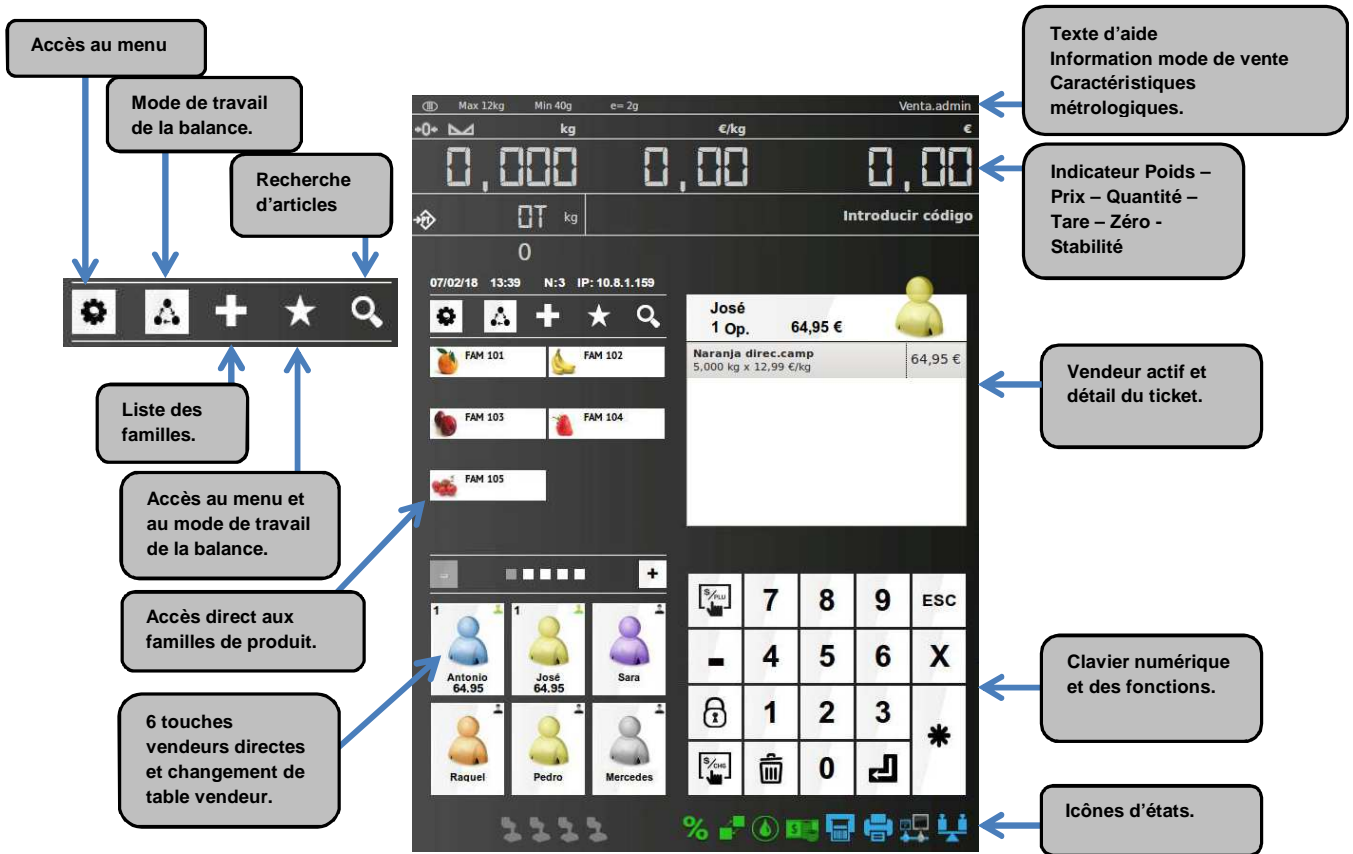 Accès au menu
Mode de travail
de la balance.
Recherche
d'articles
Liste des
familles.
Accès au menu et
au mode de travail
de la balance.
Accès direct aux
familles de produit.
6 touches
vendeurs directes
et changement de
table vendeur.
Max 12kg Min 40g e= 2g Venta.admin
→0← kg €/kg €
0,000 0,00 0,00
PT 0T kg Introducir código
0
07/02/18 13:39 N:3 IP: 10.8.1.159
FAM 101 FAM 102
FAM 103 FAM 104
FAM 105
José
1 Op. 64,95 €
Naranja direc.camp
5,000 kg x 12,99 €/kg
64,95 €
- +
1 1
Antonio José Sara
64.95 64.95
Raquel Pedro Mercedes
S/PLU 7 8 9 ESC
- 4 5 6 X
1 2 3
S/CHG 0 *
%
Texte d'aide
Information mode de vente
Caractéristiques
métrologiques.
Indicateur Poids –
Prix – Quantité –
Tare – Zéro -
Stabilité
Vendeur actif et
détail du ticket.
Clavier numérique
et des fonctions.
Icônes d'états.